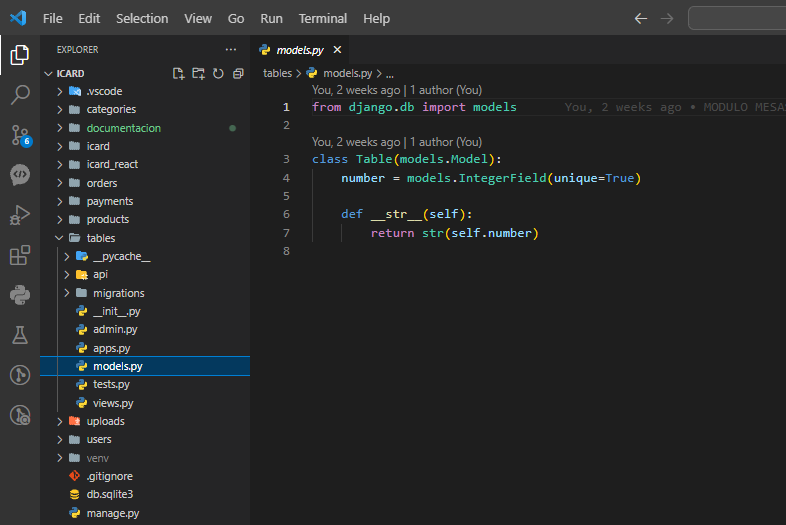 File Edit Selection View Go Run Terminal Help
EXPLORER
models.py
ICARD
tables > models.py > ...
.vscode
categories
documentacion
icard
icard_react
orders
payments
products
tables
__pycache__
api
migrations
__init__.py
admin.py
apps.py
models.py
tests.py
views.py
uploads
users
venv
.gitignore
db.sqlite3
manage.py
6
You, 2 weeks ago | 1 author (You)
1 from django.db import models You, 2 weeks ago • MODULO MESAS
2
You, 2 weeks ago | 1 author (You)
3 class Table(models.Model):
4 number = models.IntegerField(unique=True)
5
6 def __str__(self):
7 return str(self.number)
8